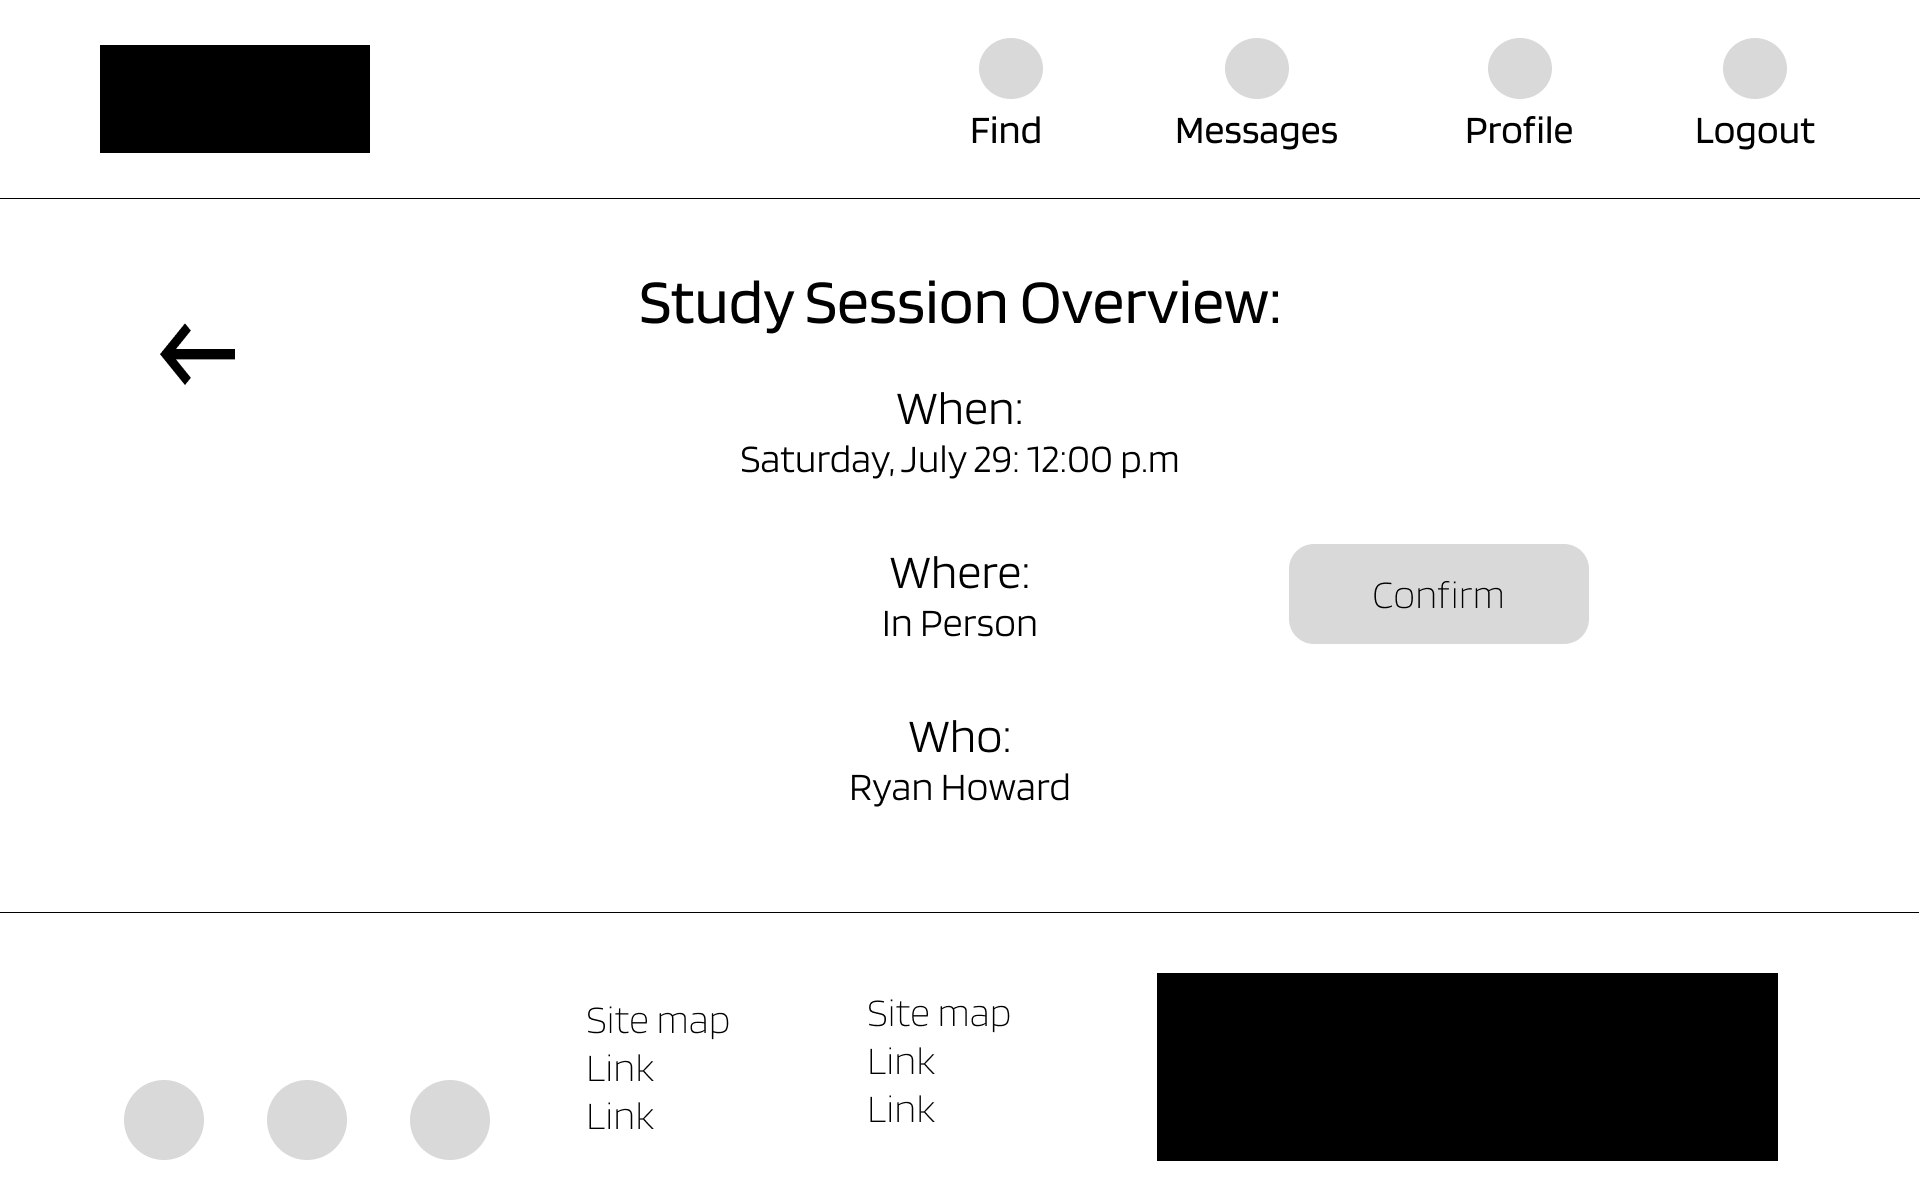 Find
Messages
Profile
Logout
Study Session Overview:
When:
Saturday, July 29: 12:00 p.m
Where:
In Person
Confirm
Who:
Ryan Howard
Site map
Link
Link
Site map
Link
Link